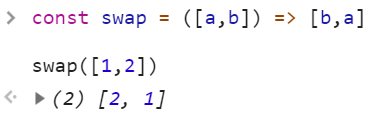 > const swap = ([a,b]) => [b,a]
swap([1,2])
(2) [2, 1]